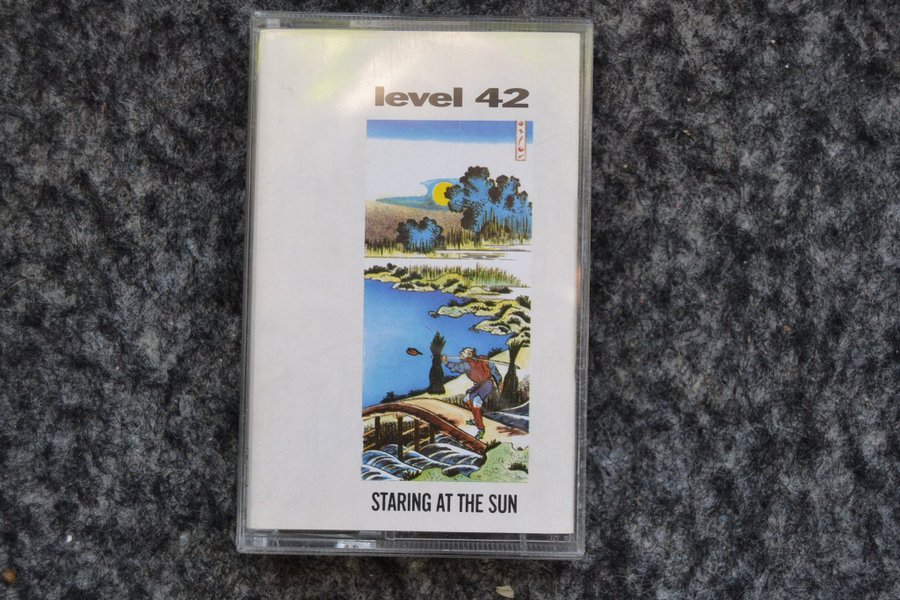 level 42
STARING AT THE SUN